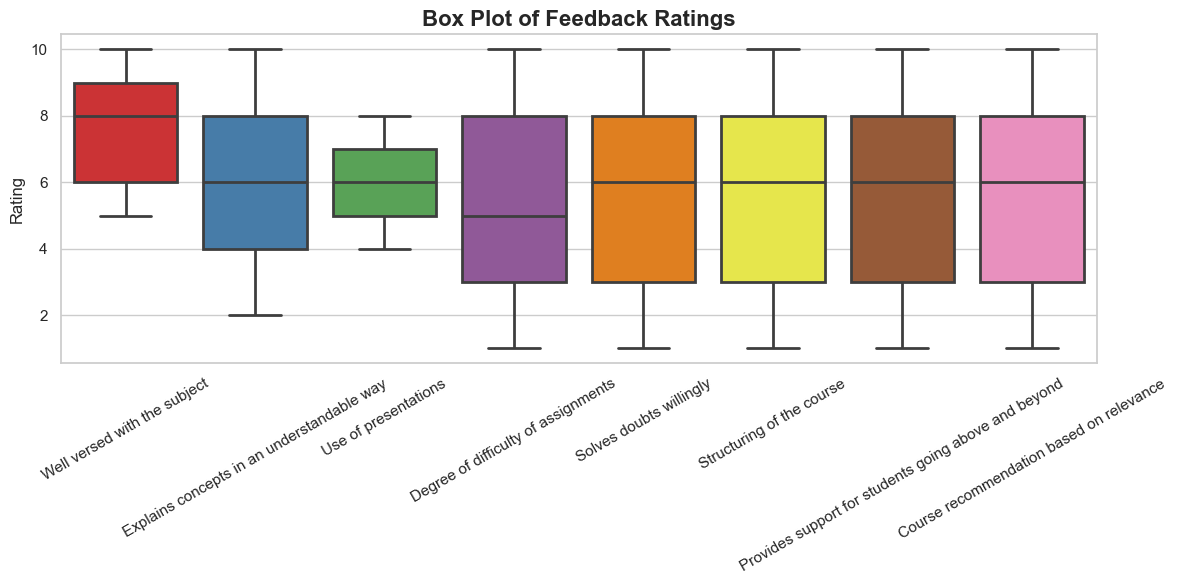 Box Plot of Feedback Ratings
Rating
10
8
6
4
2
Well versed with the subject
Explains concepts in an understandable way
Use of presentations
Degree of difficulty of assignments
Solves doubts willingly
Structuring of the course
Provides support for students going above and beyond
Course recommendation based on relevance